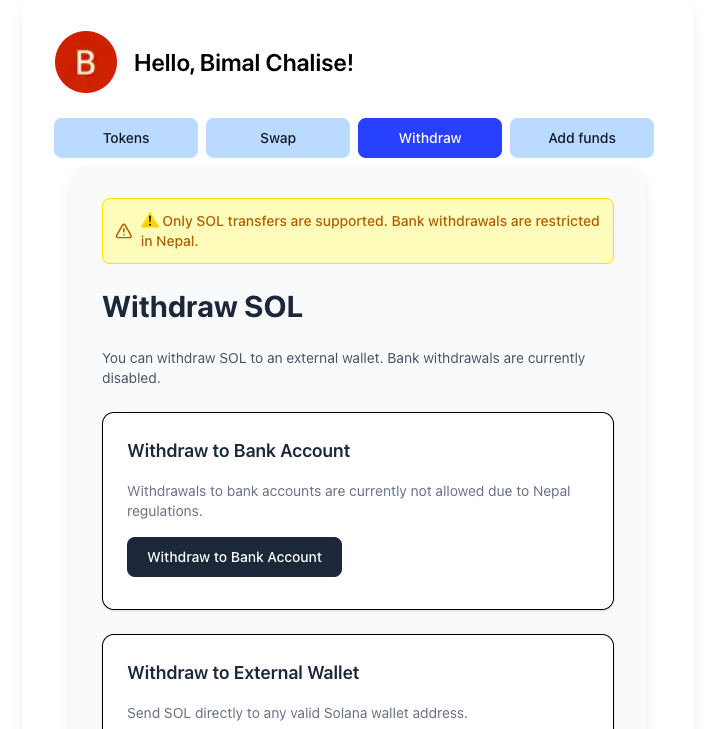 B
Hello, Bimal Chalise!
Tokens
Swap
Withdraw
Add funds
⚠️ Only SOL transfers are supported. Bank withdrawals are restricted
in Nepal.
Withdraw SOL
You can withdraw SOL to an external wallet. Bank withdrawals are currently
disabled.
Withdraw to Bank Account
Withdrawals to bank accounts are currently not allowed due to Nepal
regulations.
Withdraw to Bank Account
Withdraw to External Wallet
Send SOL directly to any valid Solana wallet address.